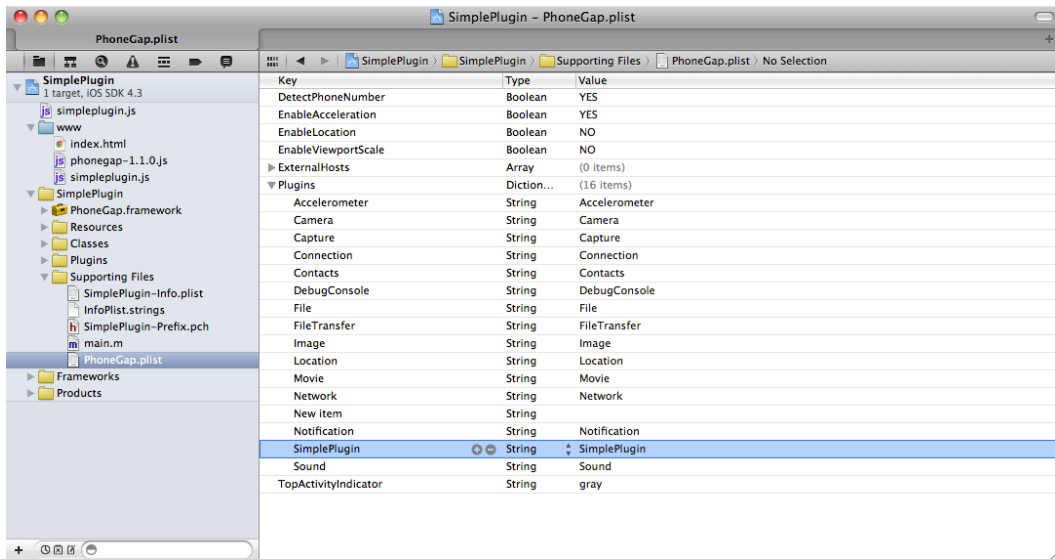 SimplePlugin – PhoneGap.plist
PhoneGap.plist
SimplePlugin
1 target, iOS SDK 4.3
js simpleplugin.js
www
index.html
js phonegap-1.1.0.js
js simpleplugin.js
SimplePlugin
PhoneGap.framework
Resources
Classes
Plugins
Supporting Files
SimplePlugin-Info.plist
InfoPlist.strings
h SimplePlugin-Prefix.pch
m main.m
PhoneGap.plist
Frameworks
Products
SimplePlugin SimplePlugin Supporting Files PhoneGap.plist No Selection
Key Type Value
DetectPhoneNumber Boolean YES
EnableAcceleration Boolean YES
EnableLocation Boolean NO
EnableViewportScale Boolean NO
ExternalHosts Array (0 items)
Plugins Diction... (16 items)
Accelerometer String Accelerometer
Camera String Camera
Capture String Capture
Connection String Connection
Contacts String Contacts
DebugConsole String DebugConsole
File String File
FileTransfer String FileTransfer
Image String Image
Location String Location
Movie String Movie
Network String Network
New item String
Notification String Notification
SimplePlugin String SimplePlugin
Sound String Sound
TopActivityIndicator String gray